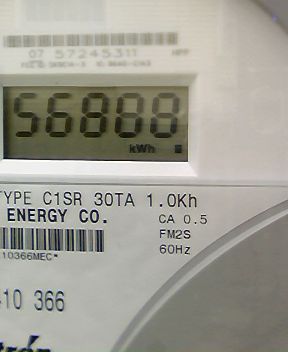 07 57245311
56888
kWh
TYPE C1SR 30TA 1.0Kh
ENERGY CO.
CA 0.5
FM2S
60Hz
10366MEC*
10 366